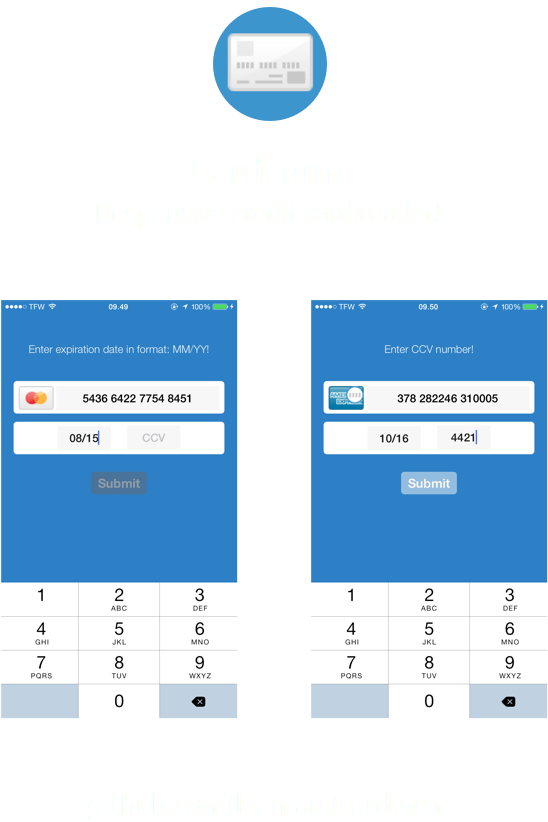 TFW 09.49 100%
Enter expiration date in format: MM/YY!
5436 6422 7754 8451
08/15 CCV
Submit
1 2 3
ABC DEF
4 5 6
GHI JKL MNO
7 8 9
PQRS TUV WXYZ
0
TFW 09.50 100%
Enter CCV number!
378 282246 310005
10/16 4421
Submit
1 2 3
ABC DEF
4 5 6
GHI JKL MNO
7 8 9
PQRS TUV WXYZ
0